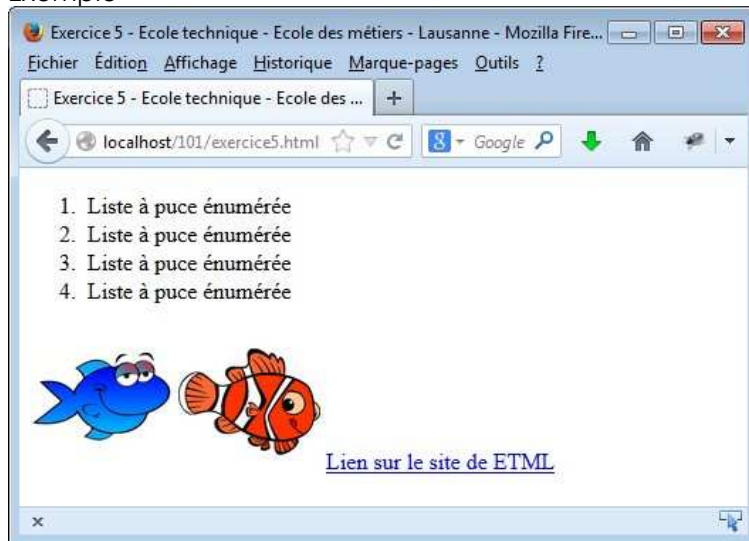 Exemple
Exercice 5 - Ecole technique - Ecole des métiers - Lausanne - Mozilla Fire...
Fichier Édition Affichage Historique Marque-pages Outils ?
Exercice 5 - Ecole technique - Ecole des ... +
localhost/101/exercice5.html 8 Google
1. Liste à puce énumérée
2. Liste à puce énumérée
3. Liste à puce énumérée
4. Liste à puce énumérée
Lien sur le site de ETML
×